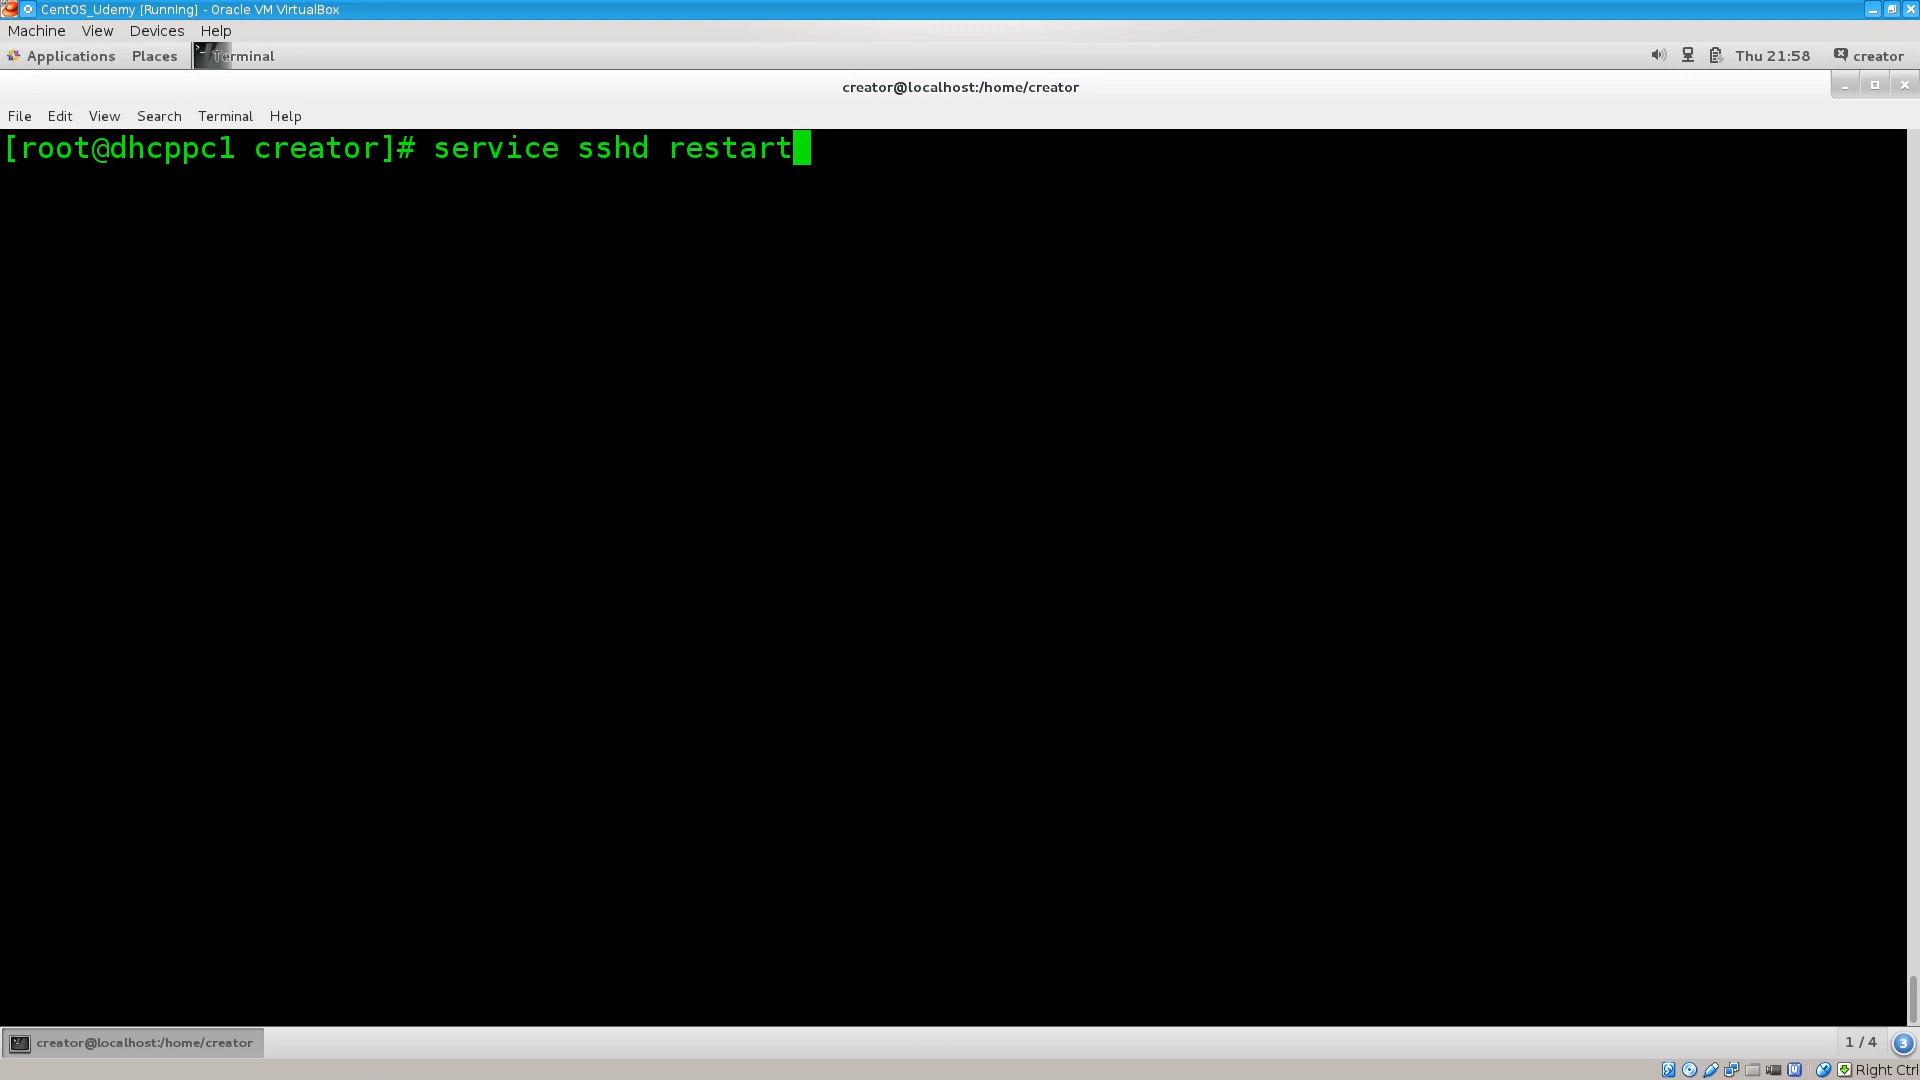 CentOS_Udemy [Running] - Oracle VM VirtualBox
Machine View Devices Help
Applications Places Terminal Thu 21:58 creator
creator@localhost:/home/creator
File Edit View Search Terminal Help
[root@dhcppc1 creator]# service sshd restart
creator@localhost:/home/creator 1 / 4 3
Right Ctrl